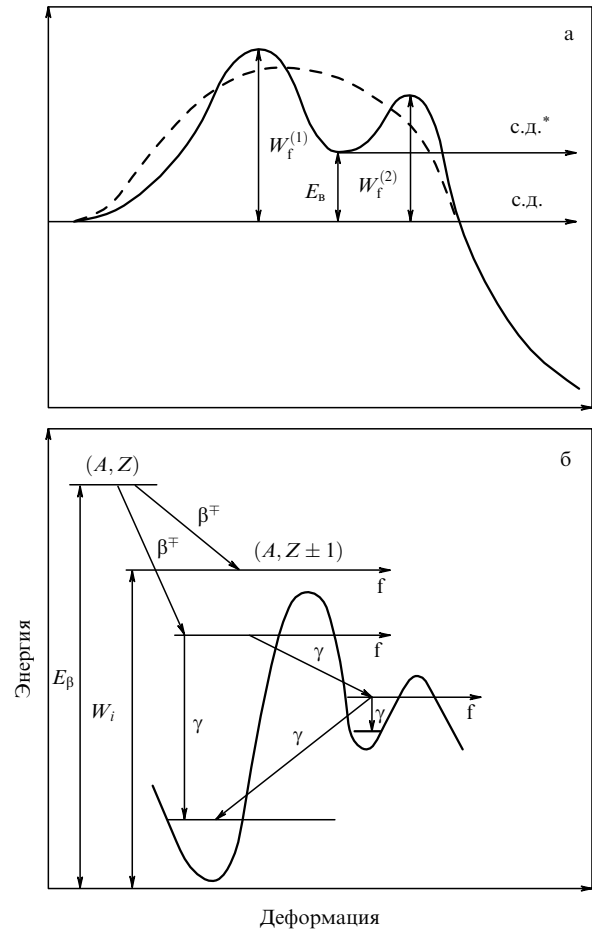 а
с.д.*
W_f^(1)
W_f^(2)
E_в
с.д.
б
(A, Z)
β^∓
β^∓
(A, Z ± 1)
f
f
γ
E_β
W_i
γ
γ
γ
f
Энергия
Деформация